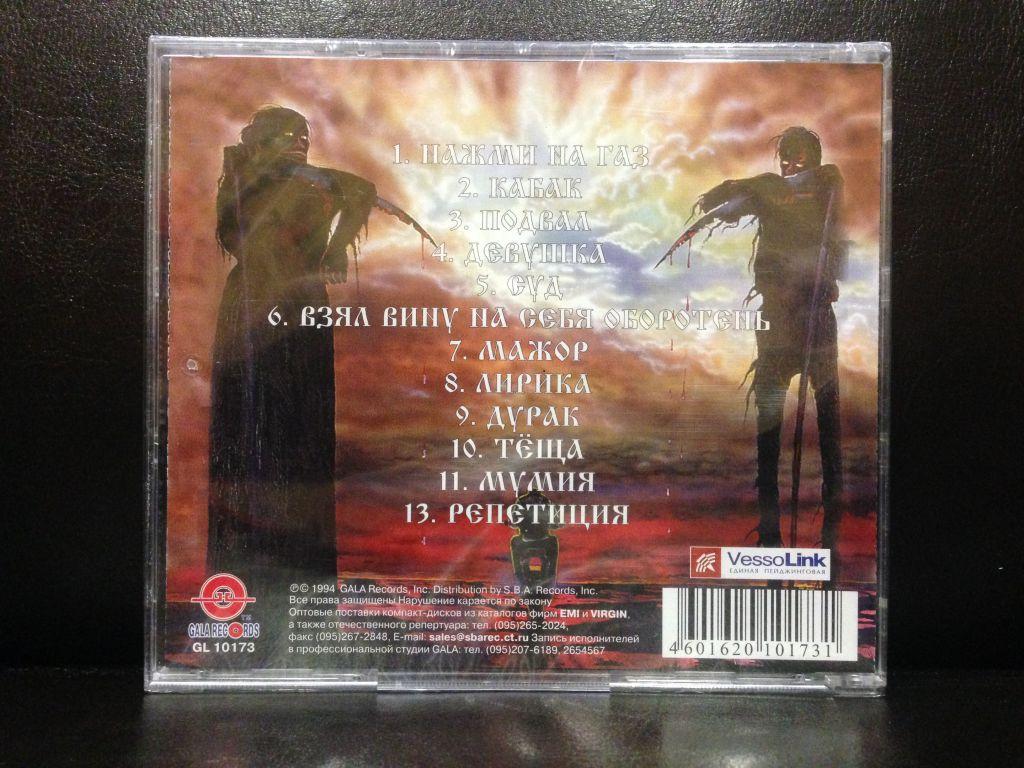 1. НАЖМИ НА ГАЗ
2. КАБАК
3. ПОДВАЛ
4. ДЕВУШКА
5. СУД
6. ВЗЯЛ ВИНУ НА СЕБЯ ОБОРОТЕНЬ
7. МАЖОР
8. ЛИРИКА
9. ДУРАК
10. ТЁЩА
11. МУМИЯ
13. РЕПЕТИЦИЯ
VessoLink
ЕДИНАЯ ПЕЙДЖИНГОВАЯ
GALA RECORDS
TM
GL 10173
℗© 1994 GALA Records, Inc. Distribution by S.B.A. Records, Inc.
Все права защищены Нарушение карается по закону
Оптовые поставки компакт-дисков из каталогов фирм EMI и VIRGIN,
а также отечественного репертуара: тел. (095)265-2024,
факс (095)267-2848, E-mail: sales@sbarec.ct.ru Запись исполнителей
в профессиональной студии GALA: тел. (095)207-6189, 2654567
4601620101731